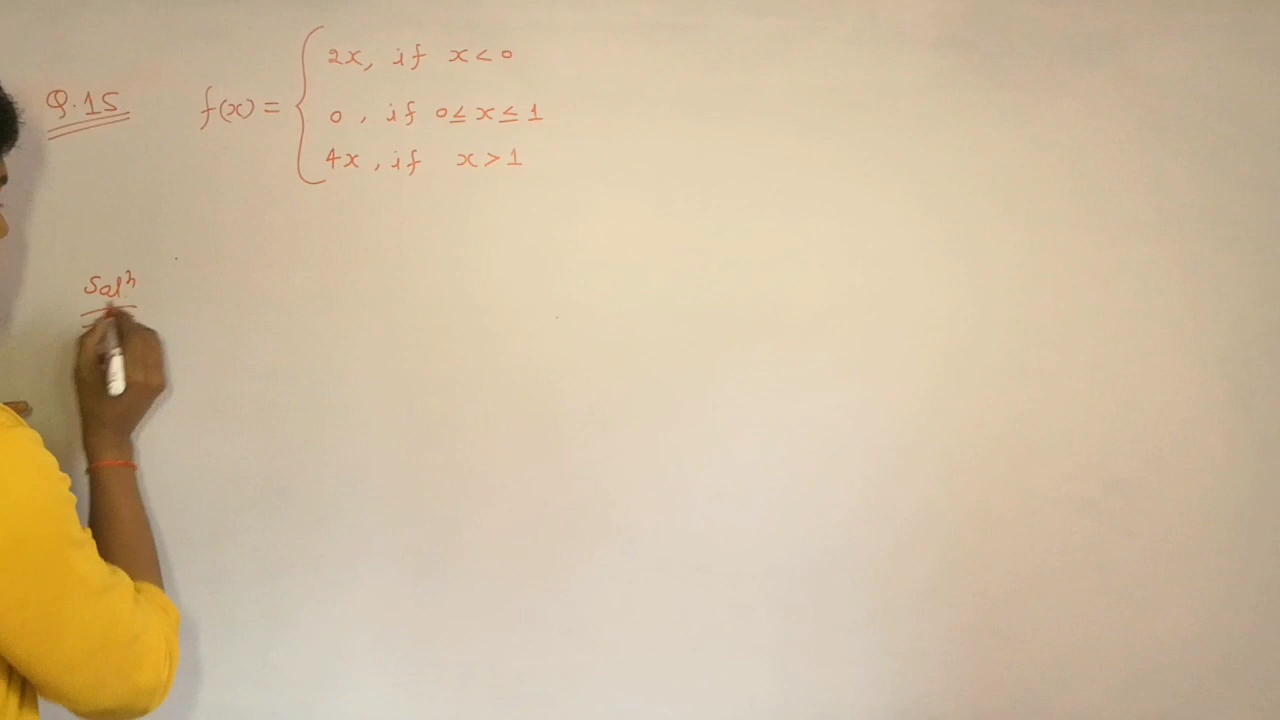 2x, if x < 0
Q.15 f(x) = { 0, if 0 ≤ x ≤ 1
4x, if x > 1
Solⁿ